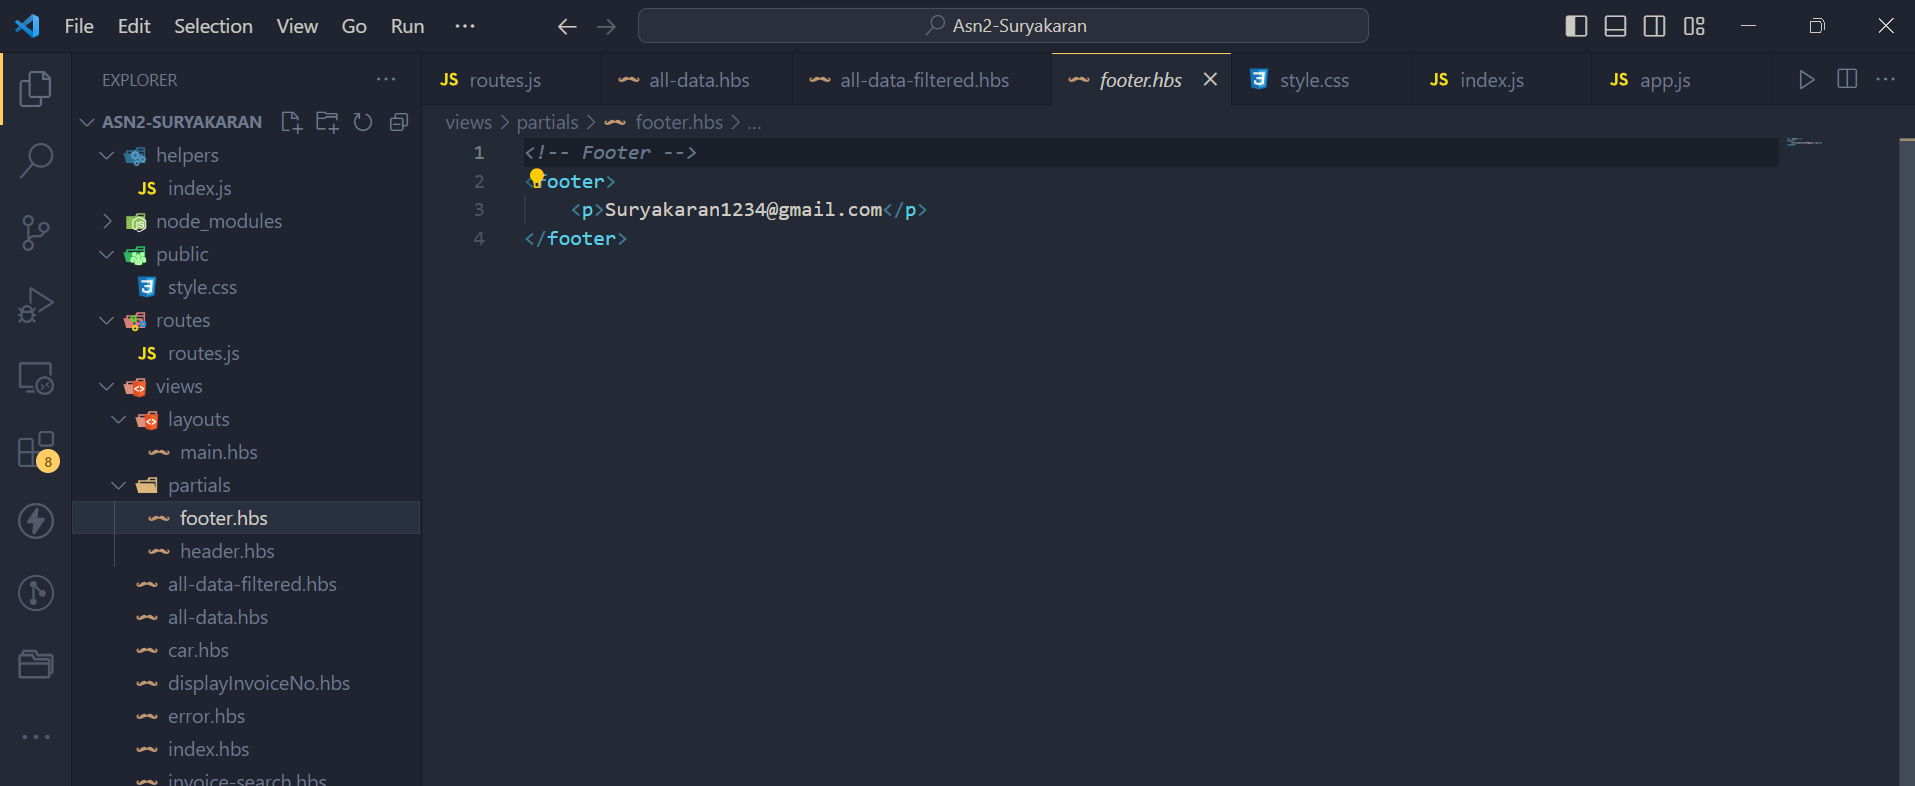 File Edit Selection View Go Run ...
Asn2-Suryakaran
EXPLORER ...
ASN2-SURYAKARAN
helpers
JS index.js
node_modules
public
style.css
routes
JS routes.js
views
layouts
main.hbs
partials
footer.hbs
header.hbs
all-data-filtered.hbs
all-data.hbs
car.hbs
displayInvoiceNo.hbs
error.hbs
index.hbs
invoice-search.hbs
8
JS routes.js all-data.hbs all-data-filtered.hbs footer.hbs style.css JS index.js JS app.js
views > partials > footer.hbs > ...
1 <!-- Footer -->
2 <footer>
3 <p>Suryakaran1234@gmail.com</p>
4 </footer>